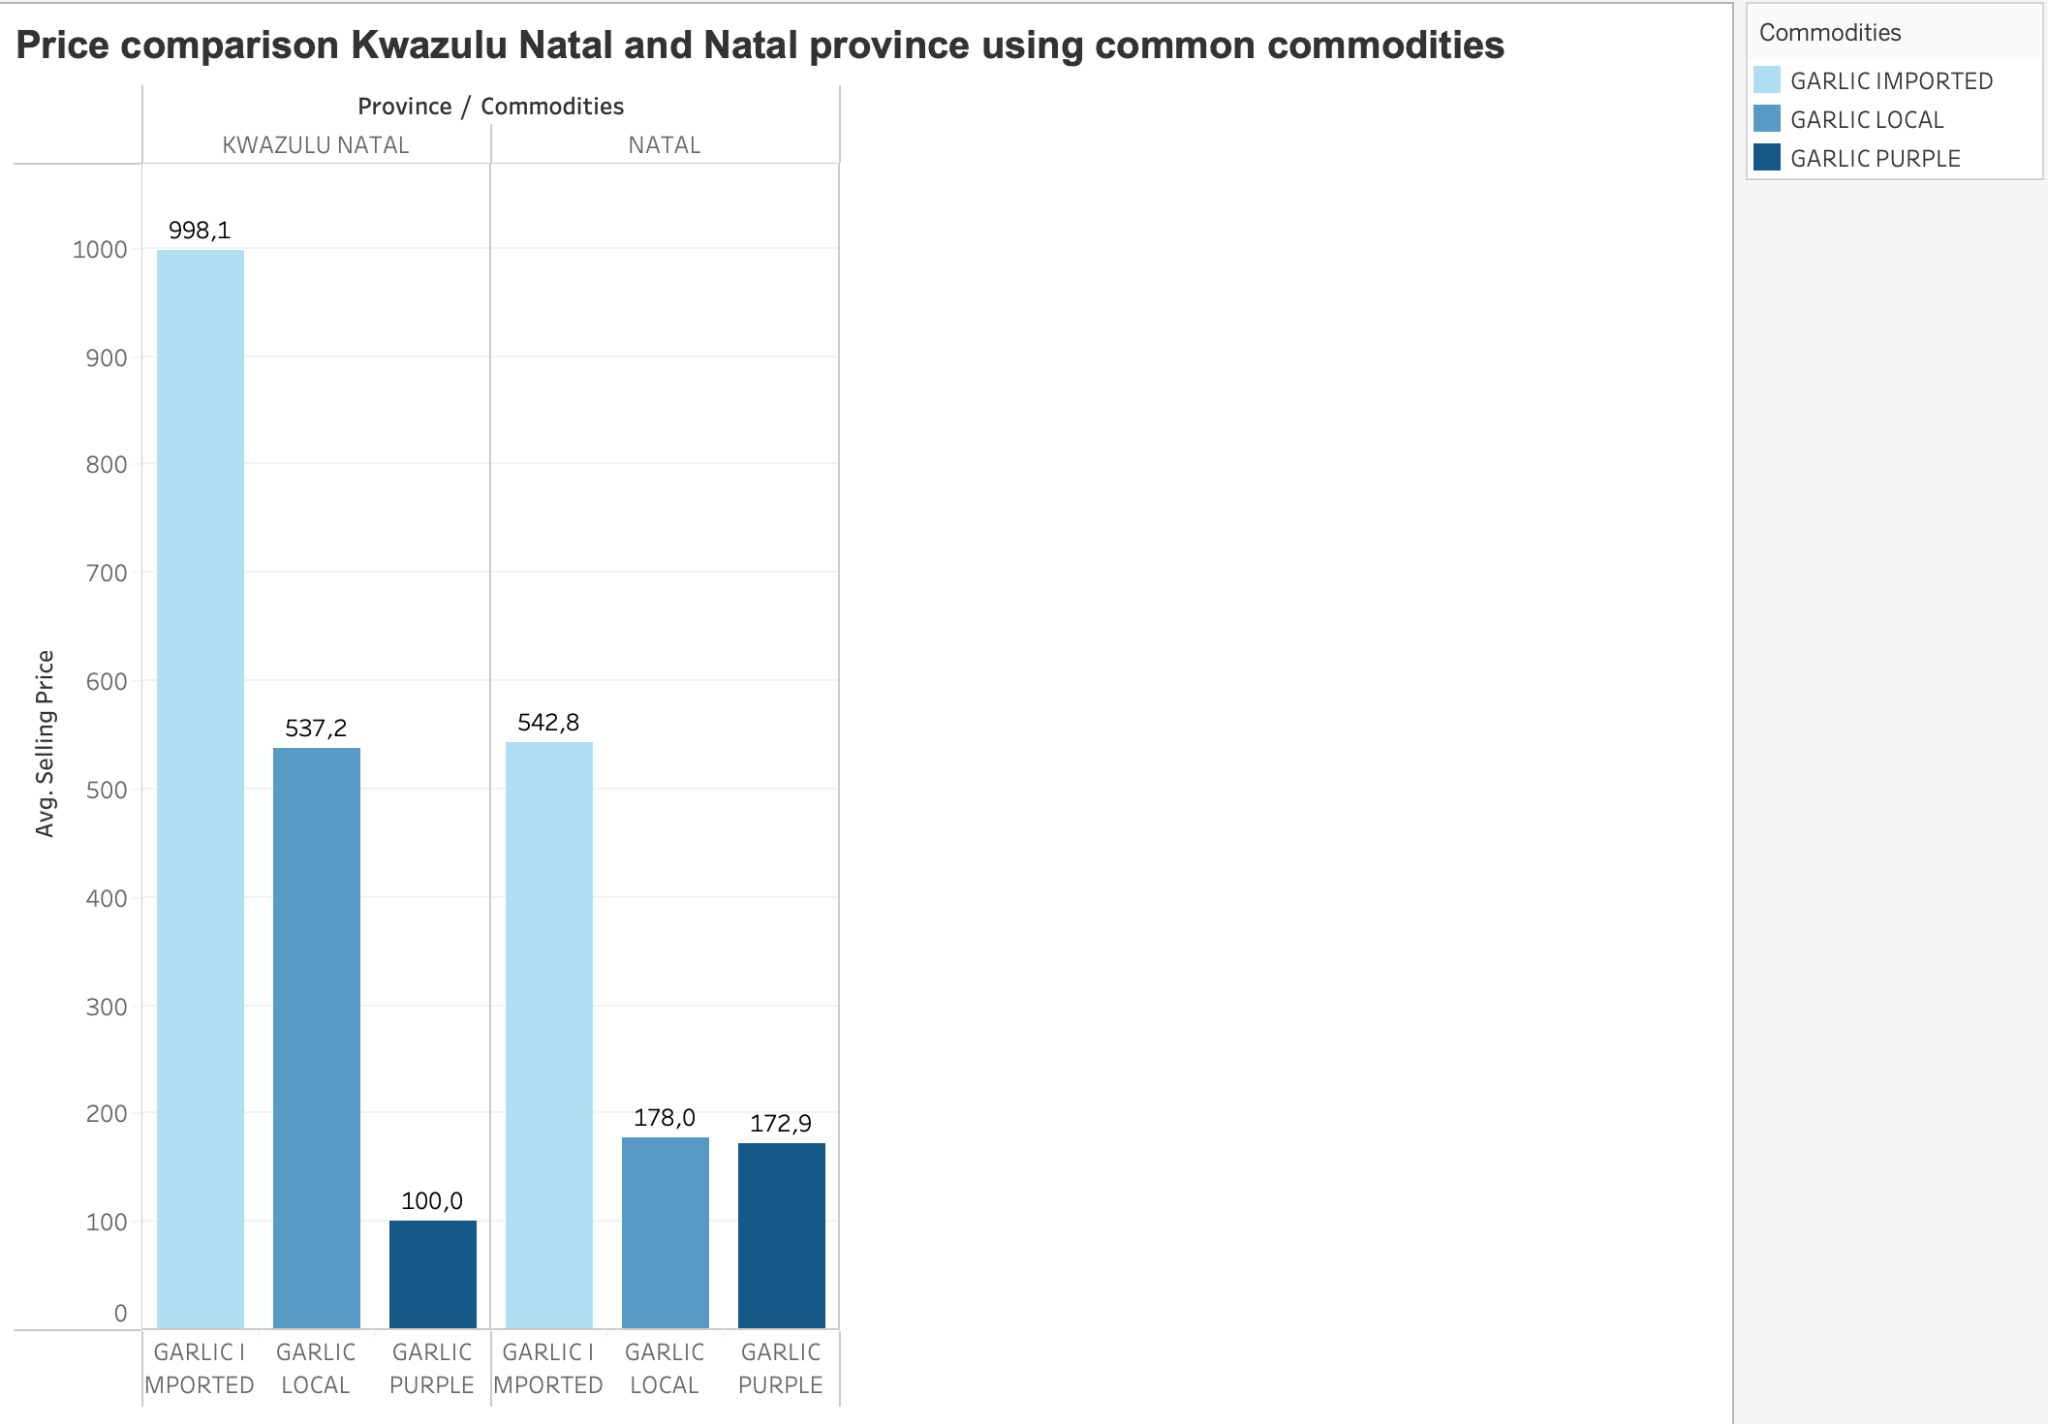 Price comparison Kwazulu Natal and Natal province using common commodities
Province / Commodities
KWAZULU NATAL
NATAL
Avg. Selling Price
1000
900
800
700
600
500
400
300
200
100
0
998,1
537,2
100,0
542,8
178,0
172,9
GARLIC I
MPORTED
GARLIC
LOCAL
GARLIC
PURPLE
GARLIC I
MPORTED
GARLIC
LOCAL
GARLIC
PURPLE
Commodities
GARLIC IMPORTED
GARLIC LOCAL
GARLIC PURPLE